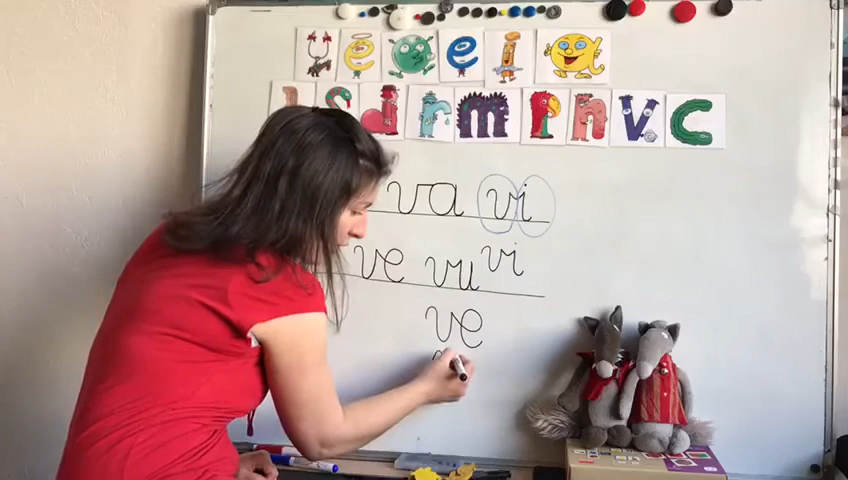 u é o e i a
l s j r m p n v c
va vi
ve vu vi
ve